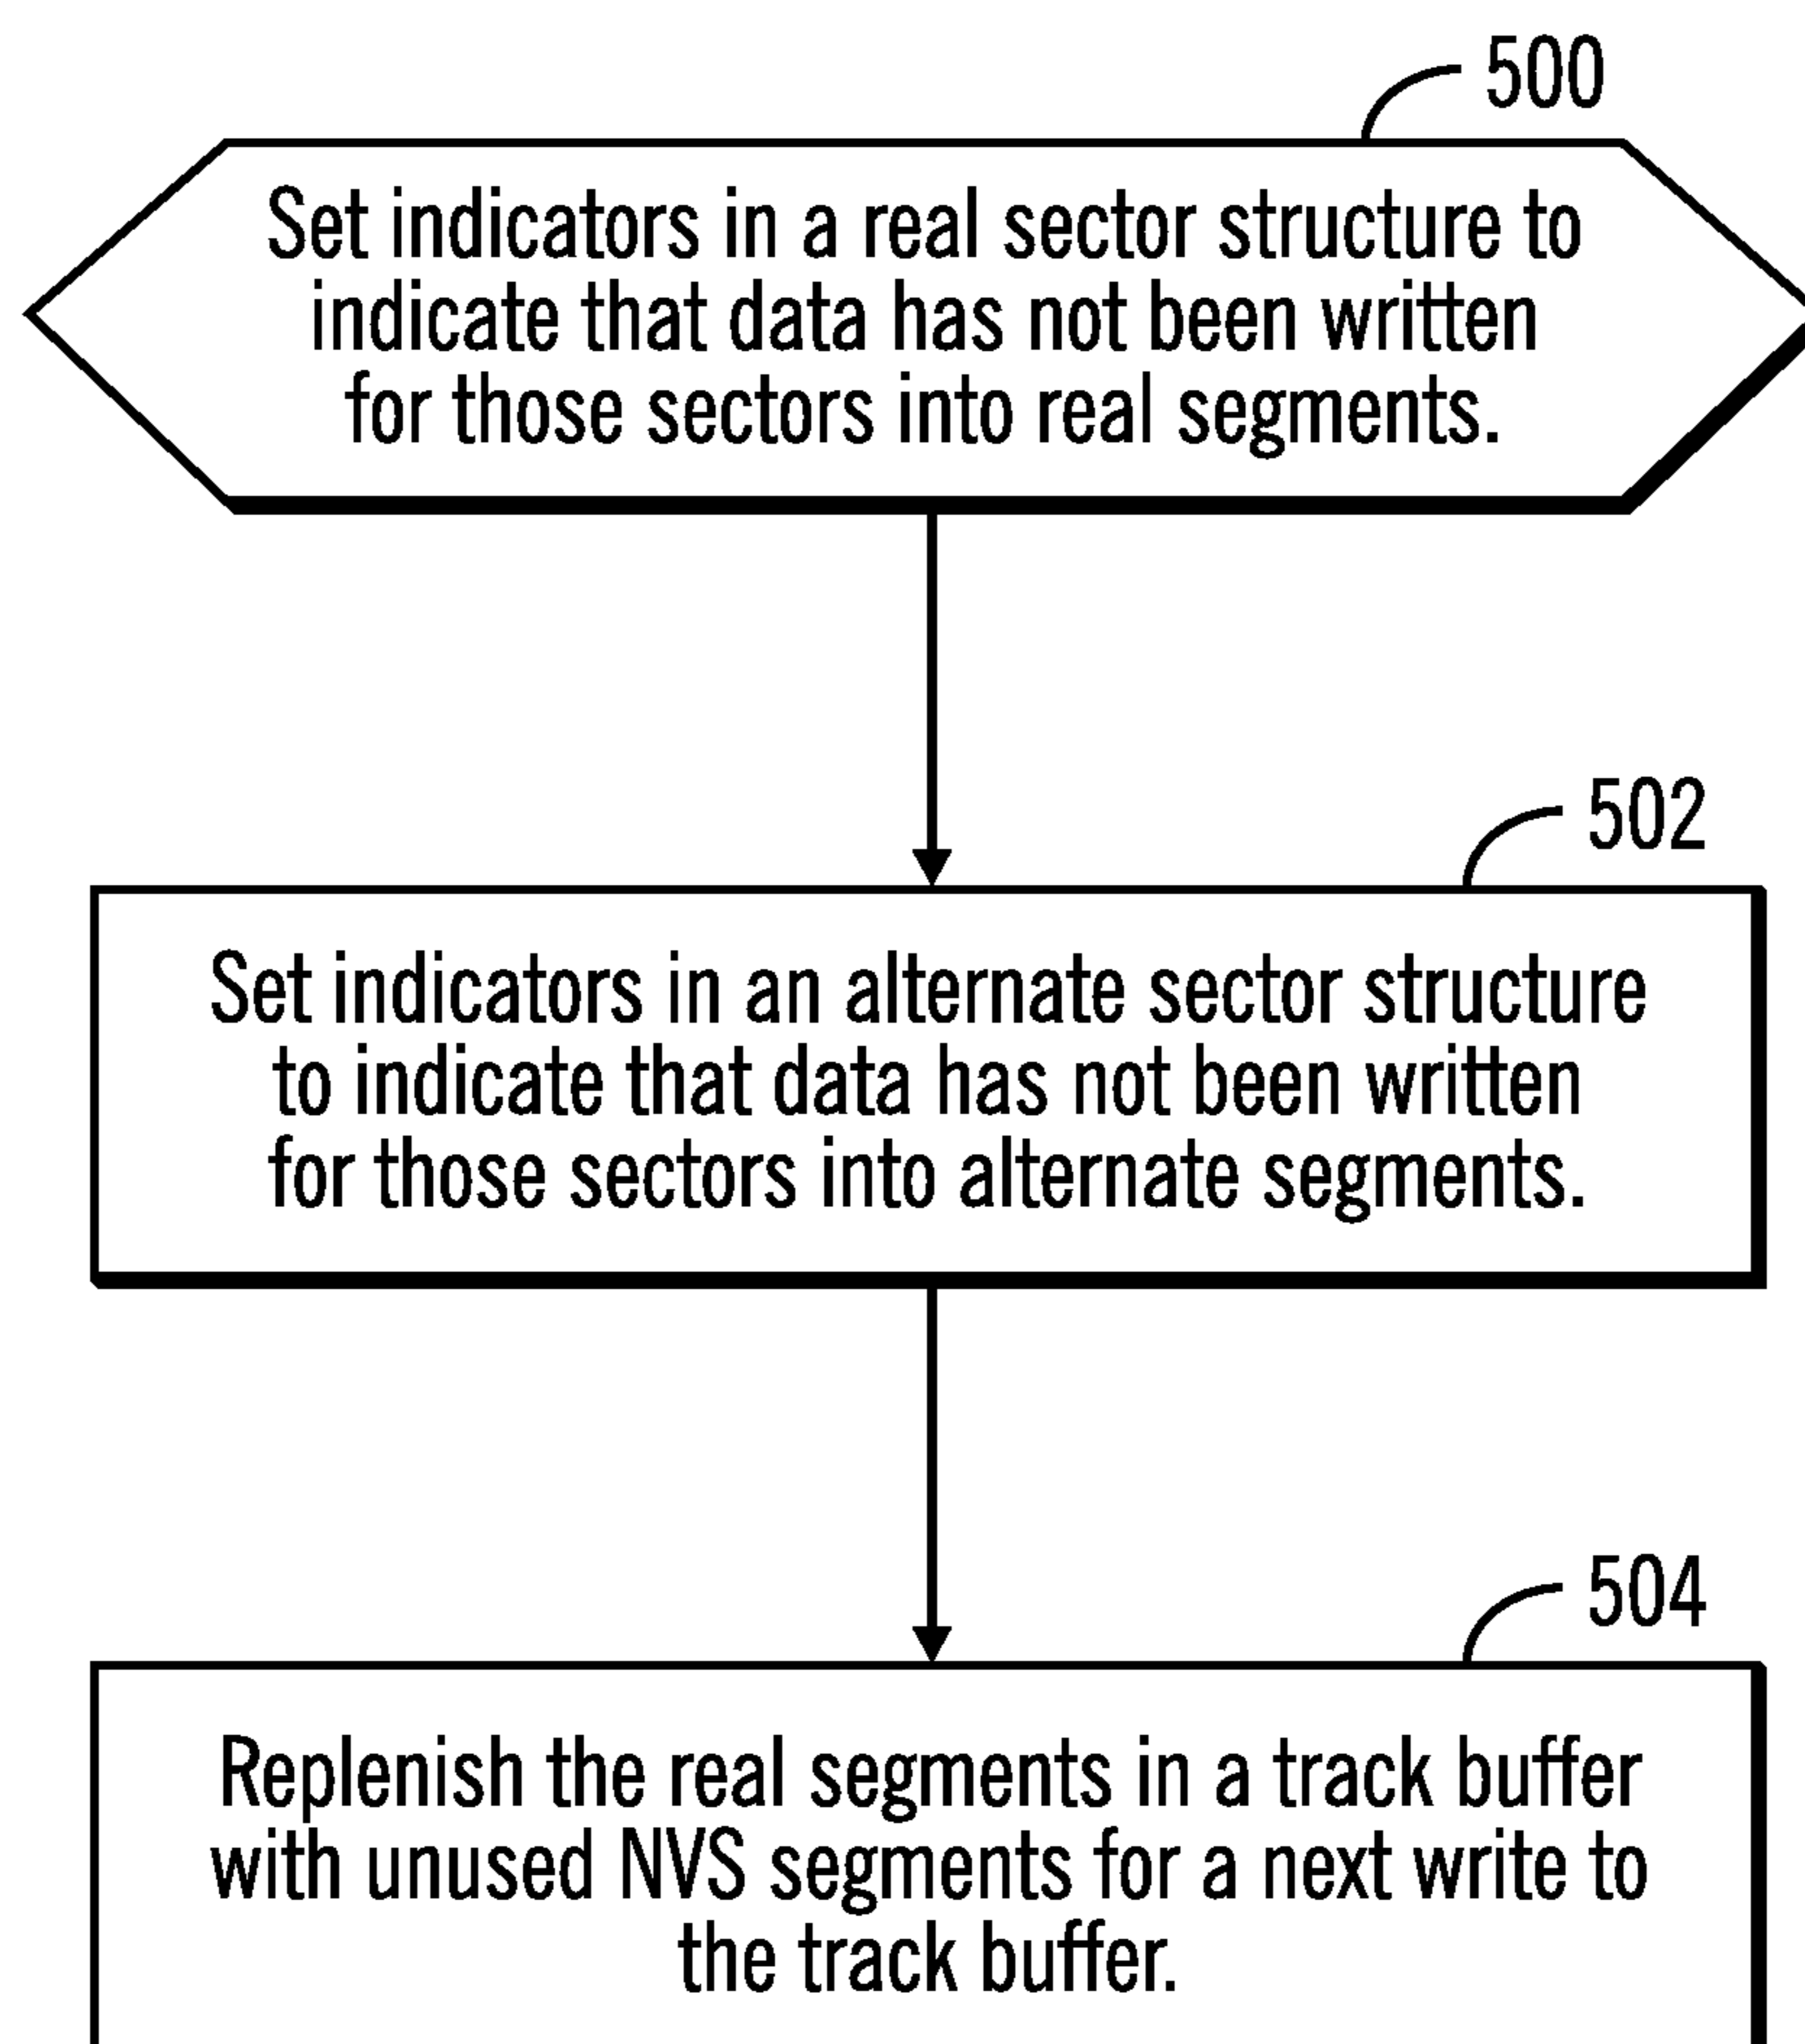 500
Set indicators in a real sector structure to
indicate that data has not been written
for those sectors into real segments.
502
Set indicators in an alternate sector structure
to indicate that data has not been written
for those sectors into alternate segments.
504
Replenish the real segments in a track buffer
with unused NVS segments for a next write to
the track buffer.